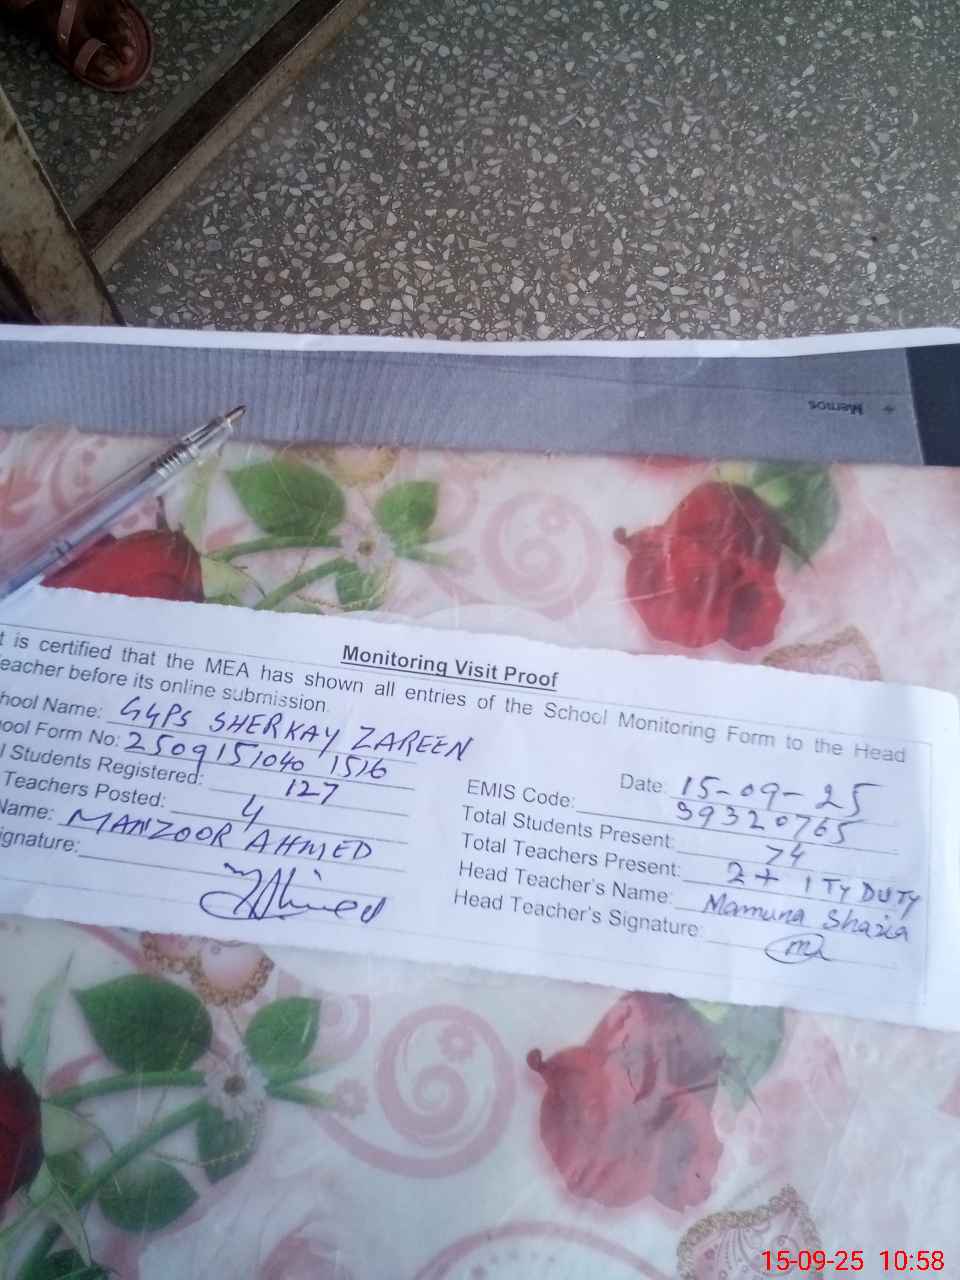 Memos
Monitoring Visit Proof
t is certified that the MEA has shown all entries of the School Monitoring Form to the Head
eacher before its online submission.
hool Name: GGPS SHERKAY ZAREEN
Date: 15-09-25
ool Form No: 2509151040 1516
EMIS Code: 39320765
l Students Registered: 127
Total Students Present: 74
Teachers Posted: 4
Total Teachers Present: 2 + 1 TY DUTY
Name: MANZOOR AHMED
Head Teacher's Name: Mamuna Shazia
ignature:
Head Teacher's Signature:
15-09-25 10:58